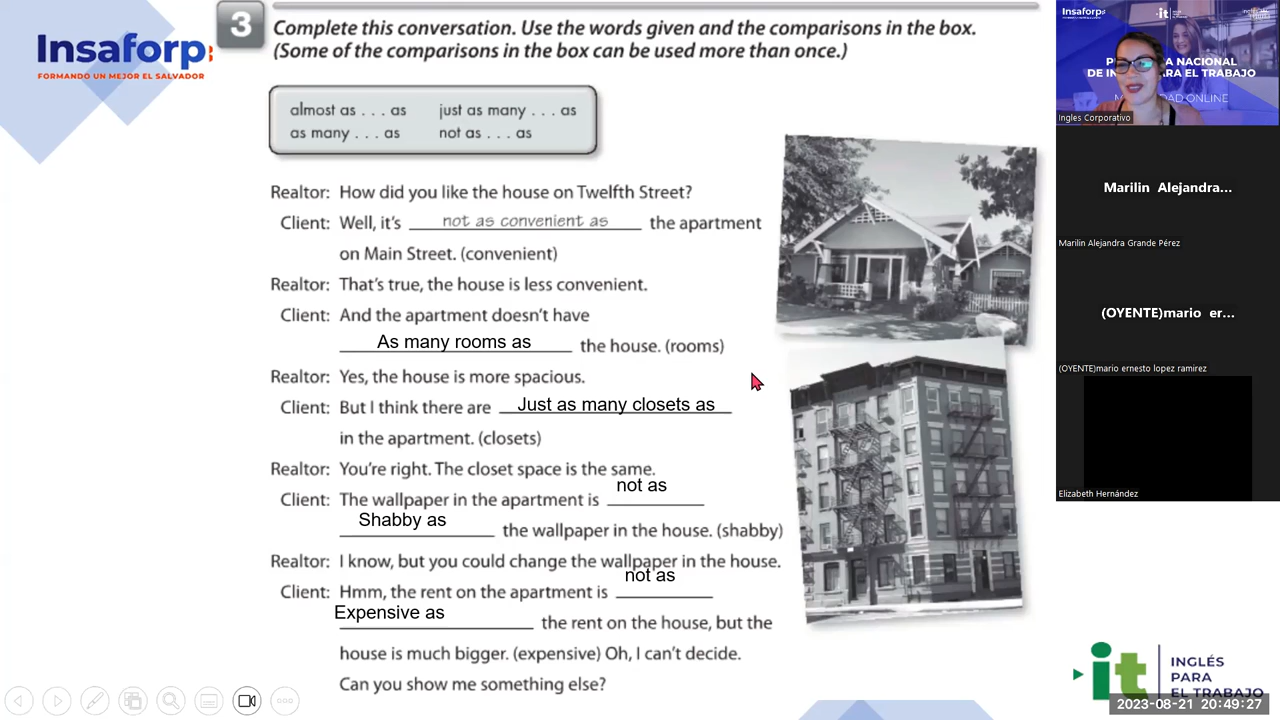 Insaforp:
FORMANDO UN MEJOR EL SALVADOR
3
Complete this conversation. Use the words given and the comparisons in the box.
(Some of the comparisons in the box can be used more than once.)
almost as . . . as just as many . . . as
as many . . . as not as . . . as
Realtor: How did you like the house on Twelfth Street?
Client: Well, it's not as convenient as the apartment
on Main Street. (convenient)
Realtor: That's true, the house is less convenient.
Client: And the apartment doesn't have
As many rooms as the house. (rooms)
Realtor: Yes, the house is more spacious.
Client: But I think there are Just as many closets as
in the apartment. (closets)
Realtor: You're right. The closet space is the same.
Client: The wallpaper in the apartment is not as
Shabby as the wallpaper in the house. (shabby)
Realtor: I know, but you could change the wallpaper in the house.
Client: Hmm, the rent on the apartment is not as
Expensive as the rent on the house, but the
house is much bigger. (expensive) Oh, I can't decide.
Can you show me something else?
Insaforp:
it
A NACIONAL
DE IN PARA EL TRABAJO
DAD ONLINE
Ingles Corporativo
Marilin Alejandra...
Marilin Alejandra Grande Pérez
(OYENTE)mario er...
(OYENTE)mario ernesto lopez ramirez
Elizabeth Hernández
it
INGLÉS
PARA
EL TRABAJO
2023-08-21 20:49:27